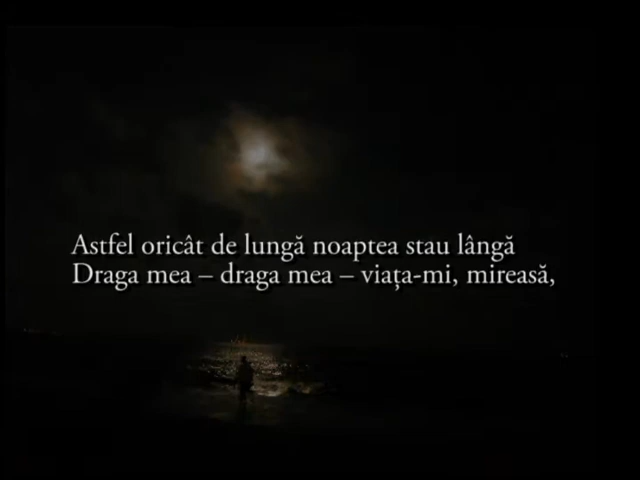 Astfel oricât de lungă noaptea stau lângă
Draga mea – draga mea – viața-mi, mireasă,